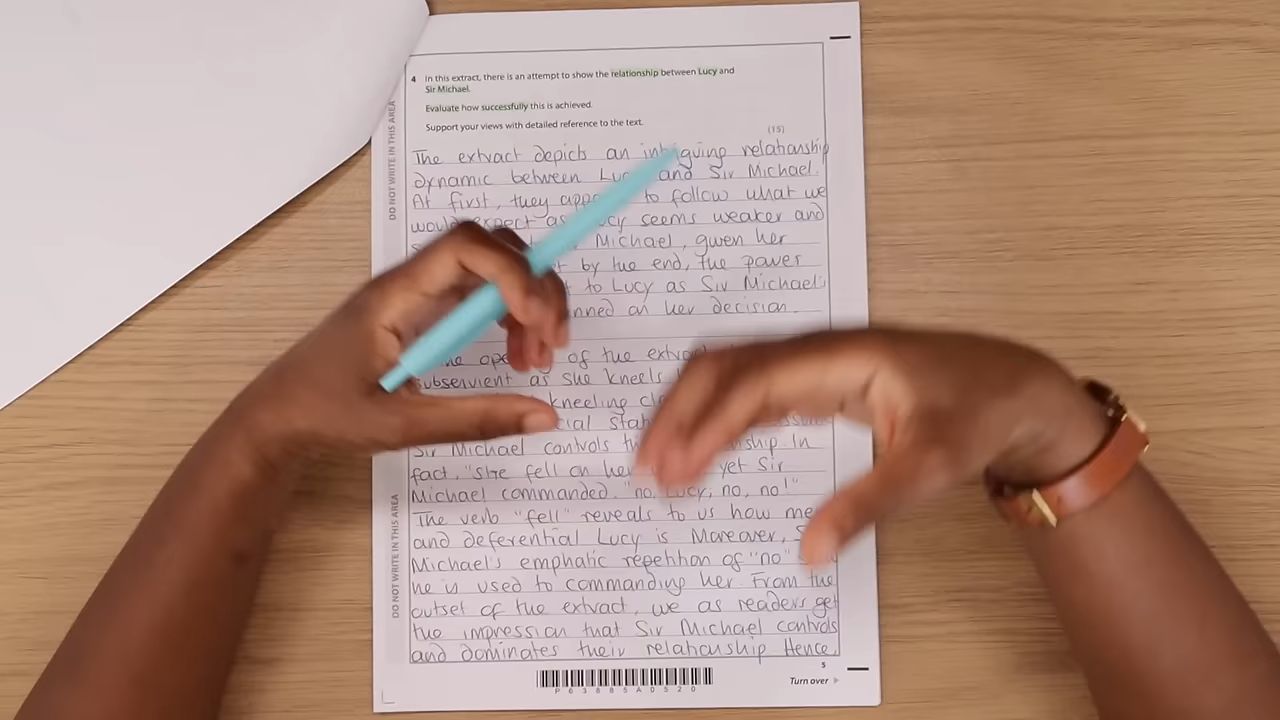 4 In this extract, there is an attempt to show the relationship between Lucy and
Sir Michael.
Evaluate how successfully this is achieved.
Support your views with detailed reference to the text.
(15)
The extract depicts an intriguing relationship
dynamic between Lucy and Sir Michael.
At first, they to follow what we
would expect as seems weaker and
Michael, given her
by the end, the power
to Lucy as Sir Michael's
on her decision.
of the extract
subservient as she kneels
kneeling
Sir Michael controls In
fact, "she fell on her yet Sir
Michael commanded, "no, Lucy, no, no!"
The verb "fell" reveals to us how
and deferential Lucy is Moreover,
Michael's emphatic repetition of "no"
he is used to commanding her. From the
outset of the extract, we as readers get
the impression that Sir Michael controls
and dominates their relationship Hence,
DO NOT WRITE IN THIS AREA
DO NOT WRITE IN THIS AREA
P63885A0520
5
Turn over